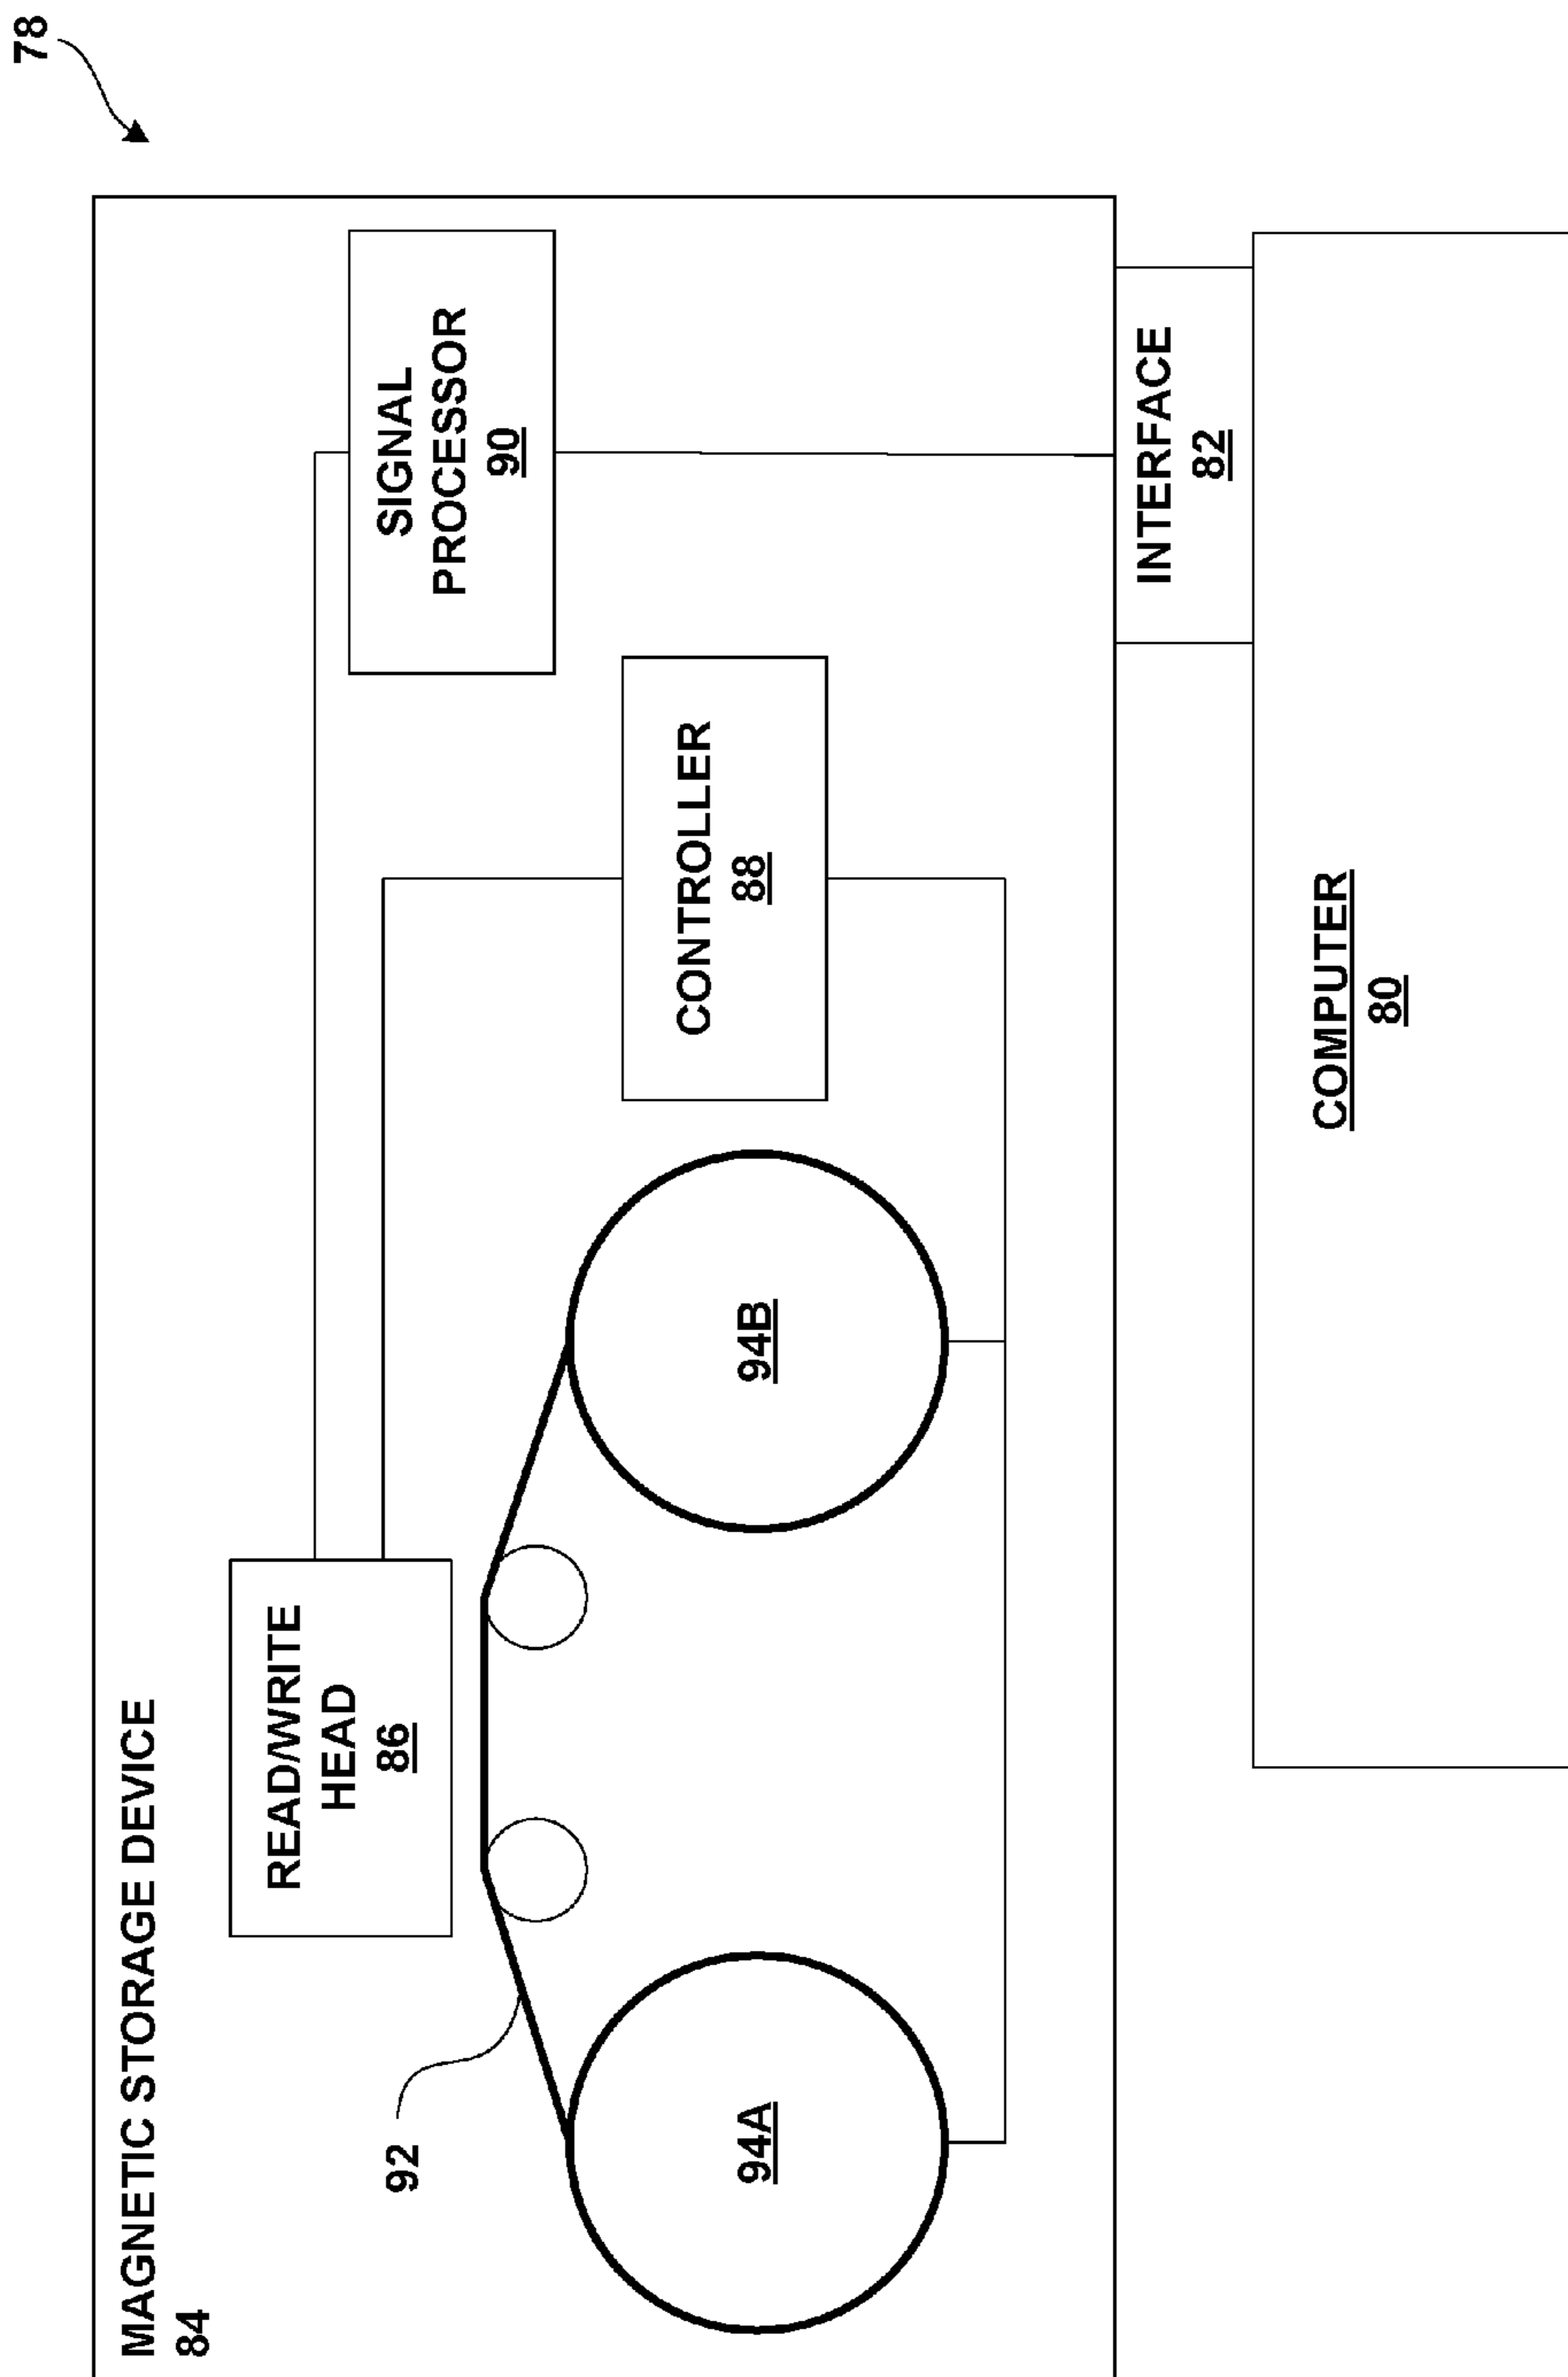 78
MAGNETIC STORAGE DEVICE
84
READ/WRITE
HEAD
86
SIGNAL
PROCESSOR
90
92
CONTROLLER
88
94A
94B
INTERFACE
82
COMPUTER
80